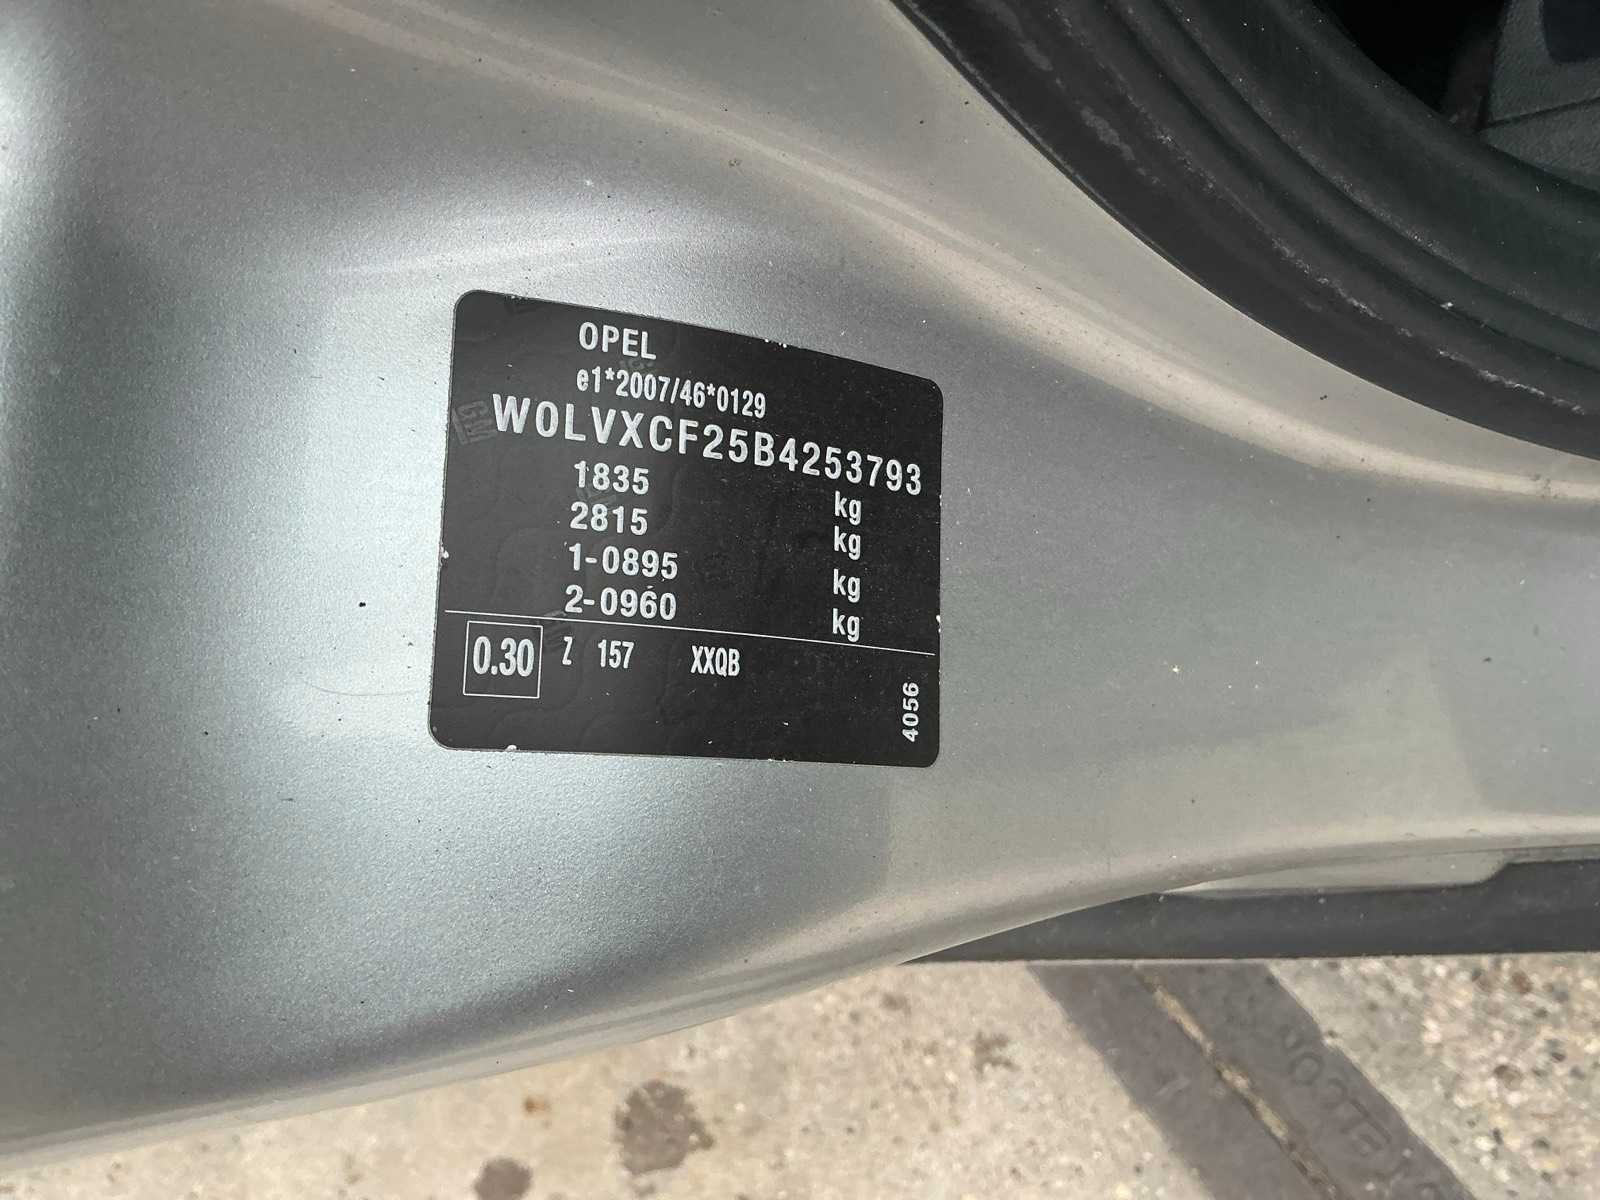 OPEL
e1*2007/46*0129
W0LVXCF25B4253793
1835 kg
2815 kg
1-0895 kg
2-0960 kg
0.30 Z 157 XXQB
4056
GM